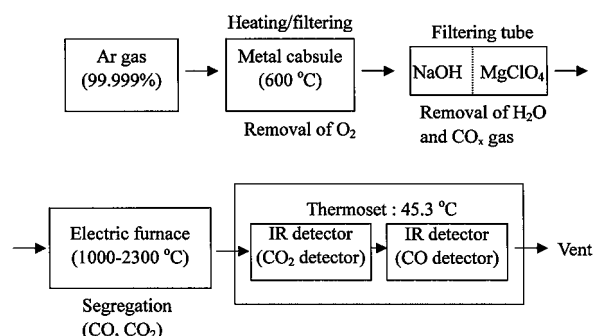 Heating/filtering
Filtering tube
Ar gas
(99.999%)
Metal cabsule
(600 °C)
NaOH
MgClO4
Removal of O₂
Removal of H₂O
and COₓ gas
Thermoset : 45.3 °C
Electric furnace
(1000-2300 °C)
IR detector
(CO₂ detector)
IR detector
(CO detector)
Vent
Segregation
(CO, CO₂)